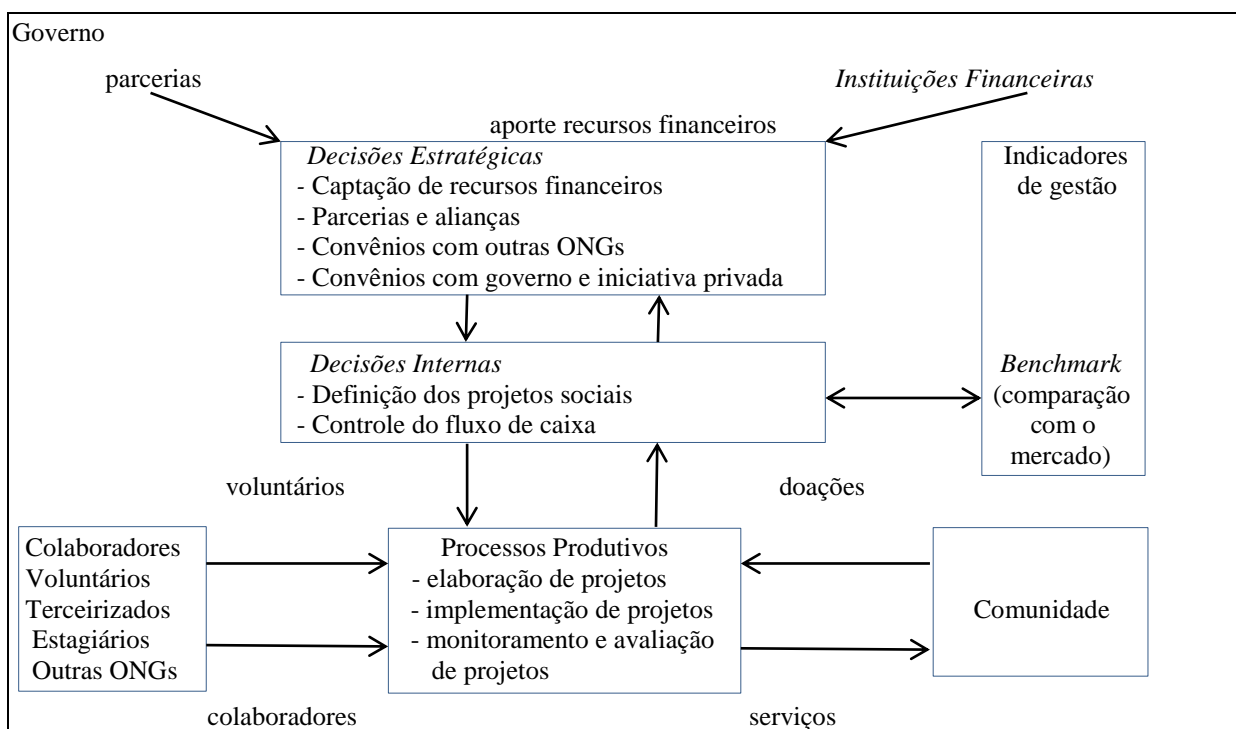 Governo
parcerias
Instituições Financeiras
aporte recursos financeiros
Decisões Estratégicas
- Captação de recursos financeiros
- Parcerias e alianças
- Convênios com outras ONGs
- Convênios com governo e iniciativa privada
Indicadores
de gestão
Benchmark
(comparação
com o
mercado)
Decisões Internas
- Definição dos projetos sociais
- Controle do fluxo de caixa
voluntários
doações
Colaboradores
Voluntários
Terceirizados
Estagiários
Outras ONGs
Processos Produtivos
- elaboração de projetos
- implementação de projetos
- monitoramento e avaliação
de projetos
Comunidade
colaboradores
serviços